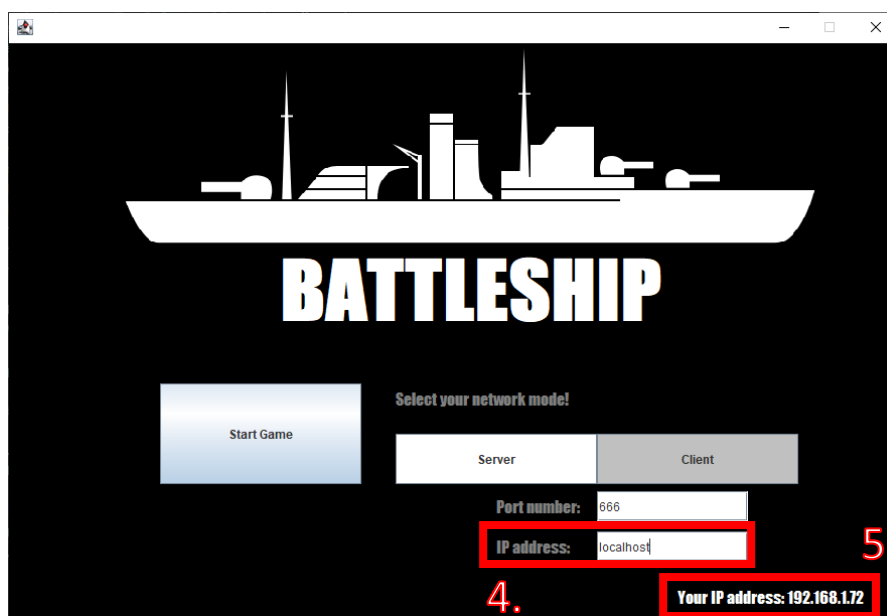 BATTLESHIP
Select your network mode!
Start Game
Server Client
Port number: 666
IP address: localhost
5
4.
Your IP address: 192.168.1.72